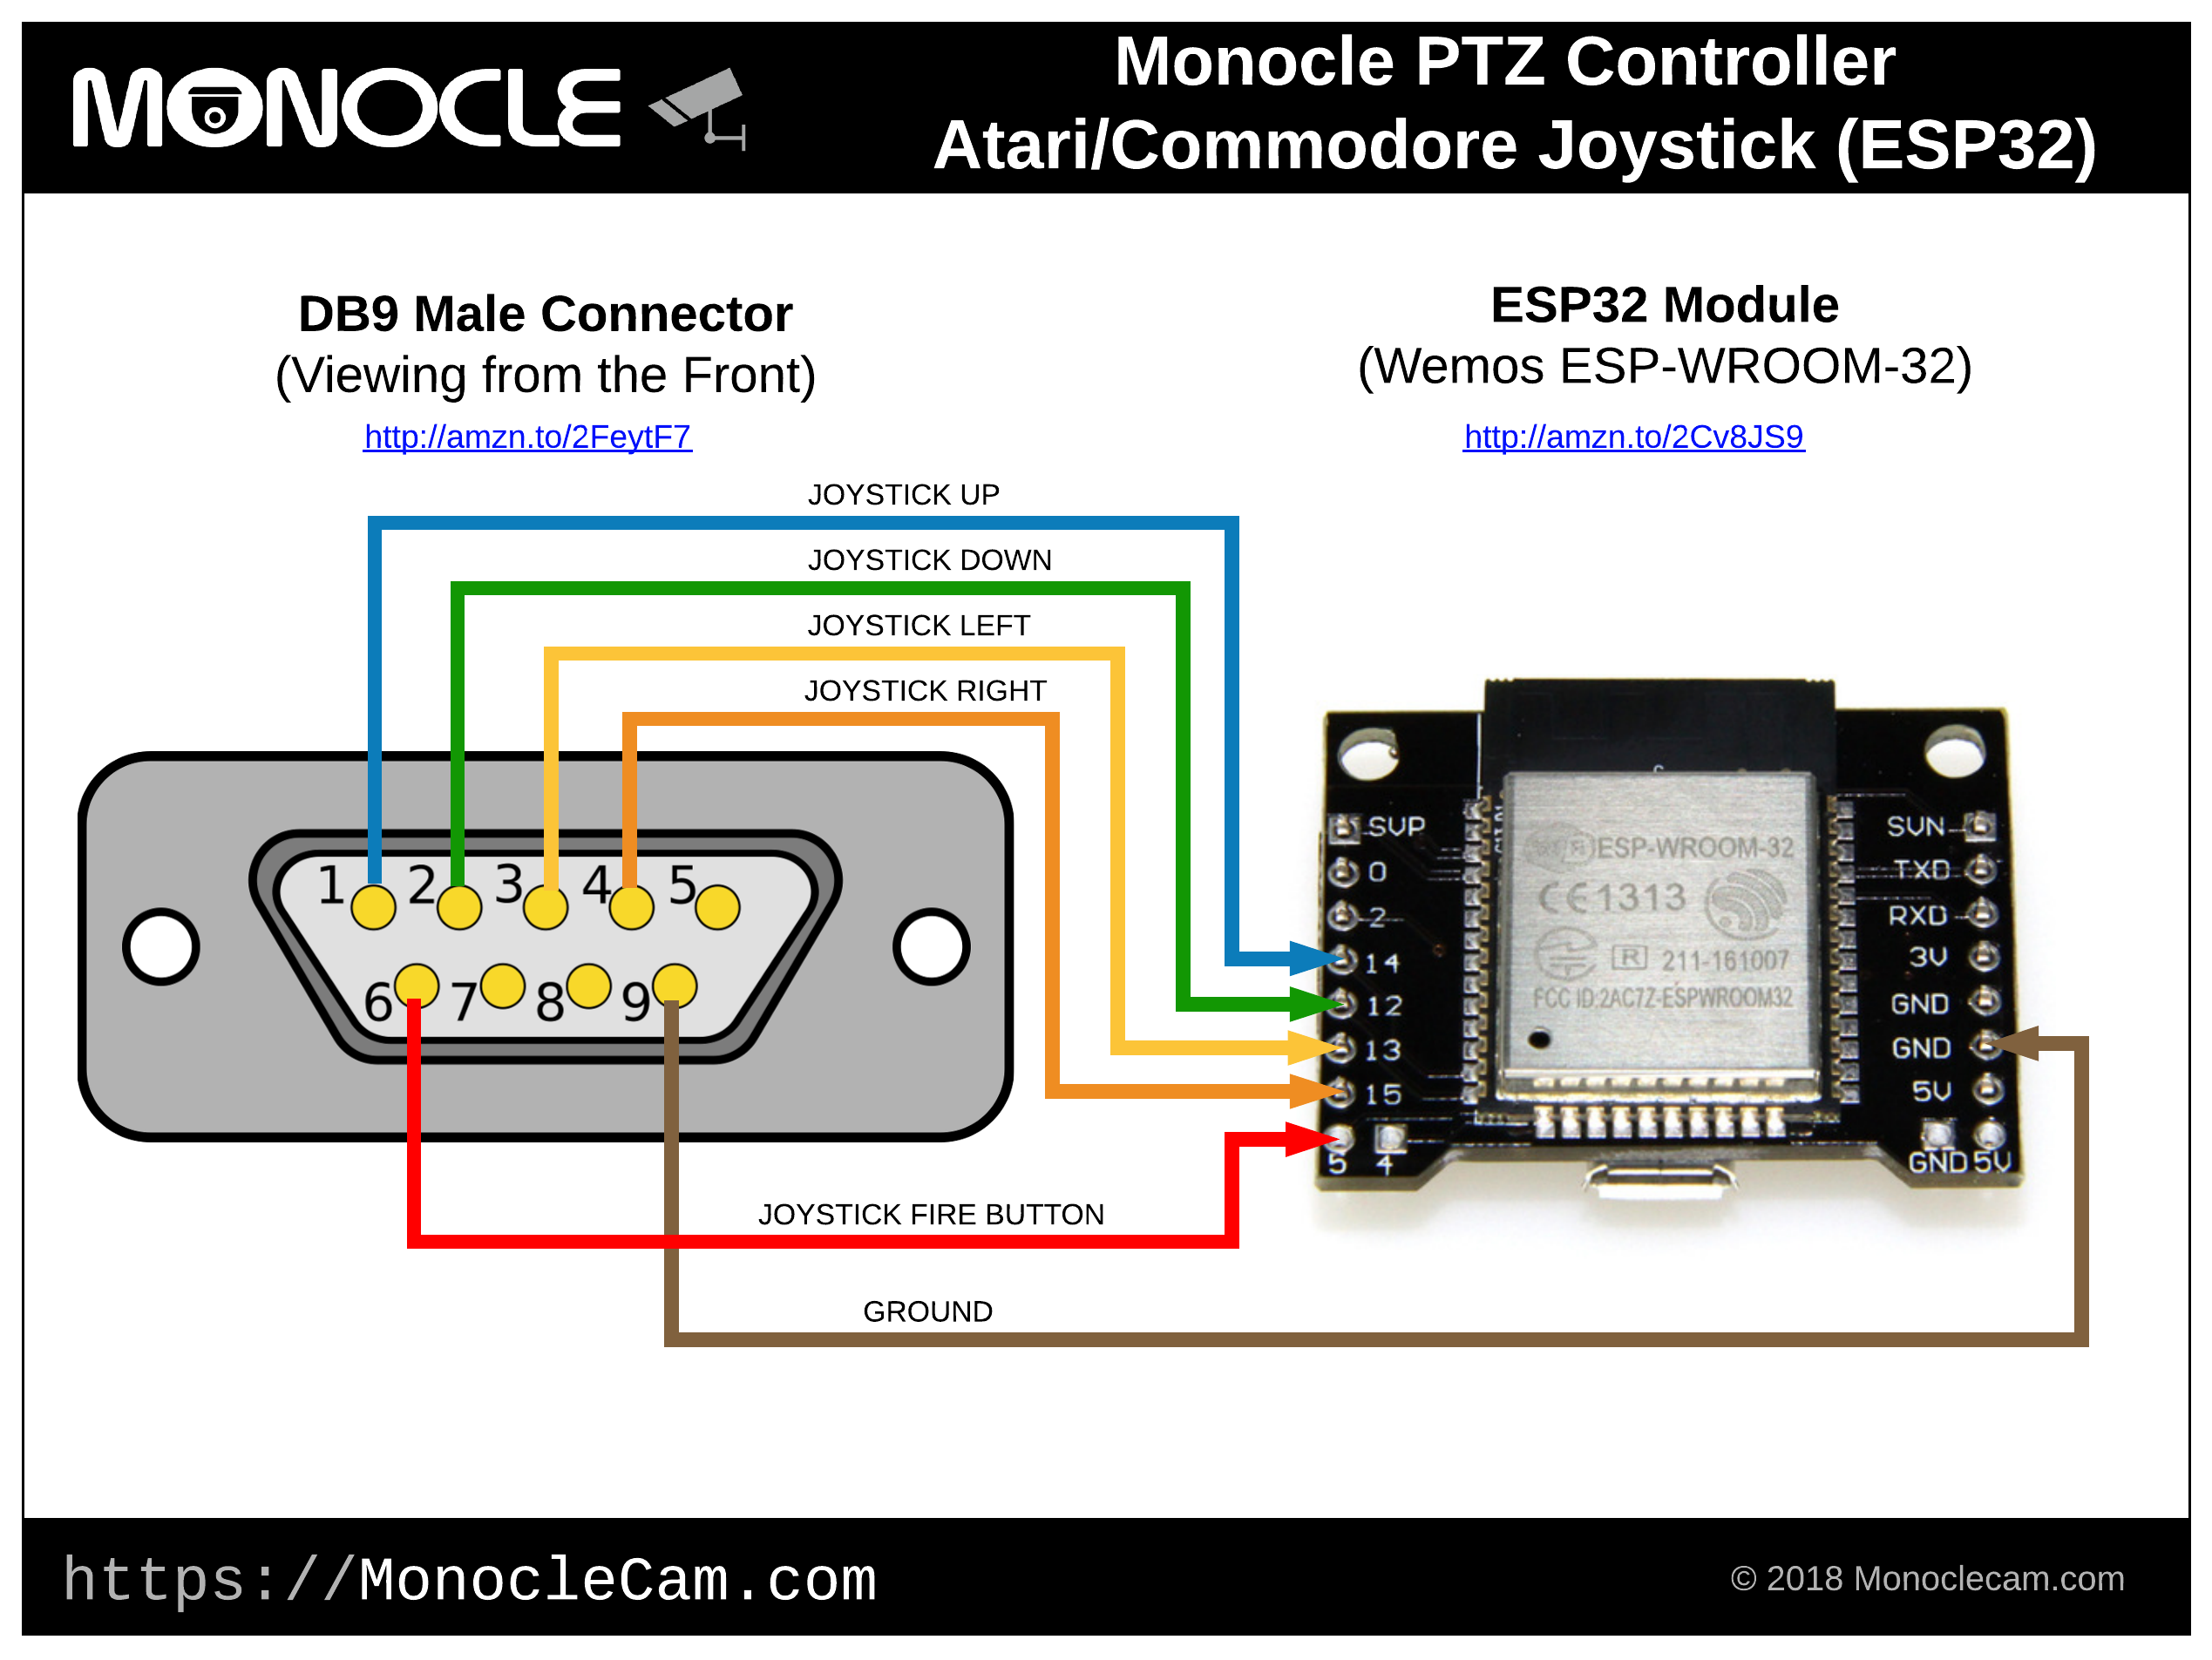 MONOCLE
Monocle PTZ Controller
Atari/Commodore Joystick (ESP32)
DB9 Male Connector
(Viewing from the Front)
http://amzn.to/2FeytF7
ESP32 Module
(Wemos ESP-WROOM-32)
http://amzn.to/2Cv8JS9
JOYSTICK UP
JOYSTICK DOWN
JOYSTICK LEFT
JOYSTICK RIGHT
1 2 3 4 5
6 7 8 9
SVP
0
2
14
12
13
15
5 4
ESP-WROOM-32
CE 1313
R 211-161007
FCC ID:2AC7Z-ESPWROOM32
SVN
TXD
RXD
3V
GND
GND
5V
GND 5V
JOYSTICK FIRE BUTTON
GROUND
https://MonocleCam.com
© 2018 Monoclecam.com